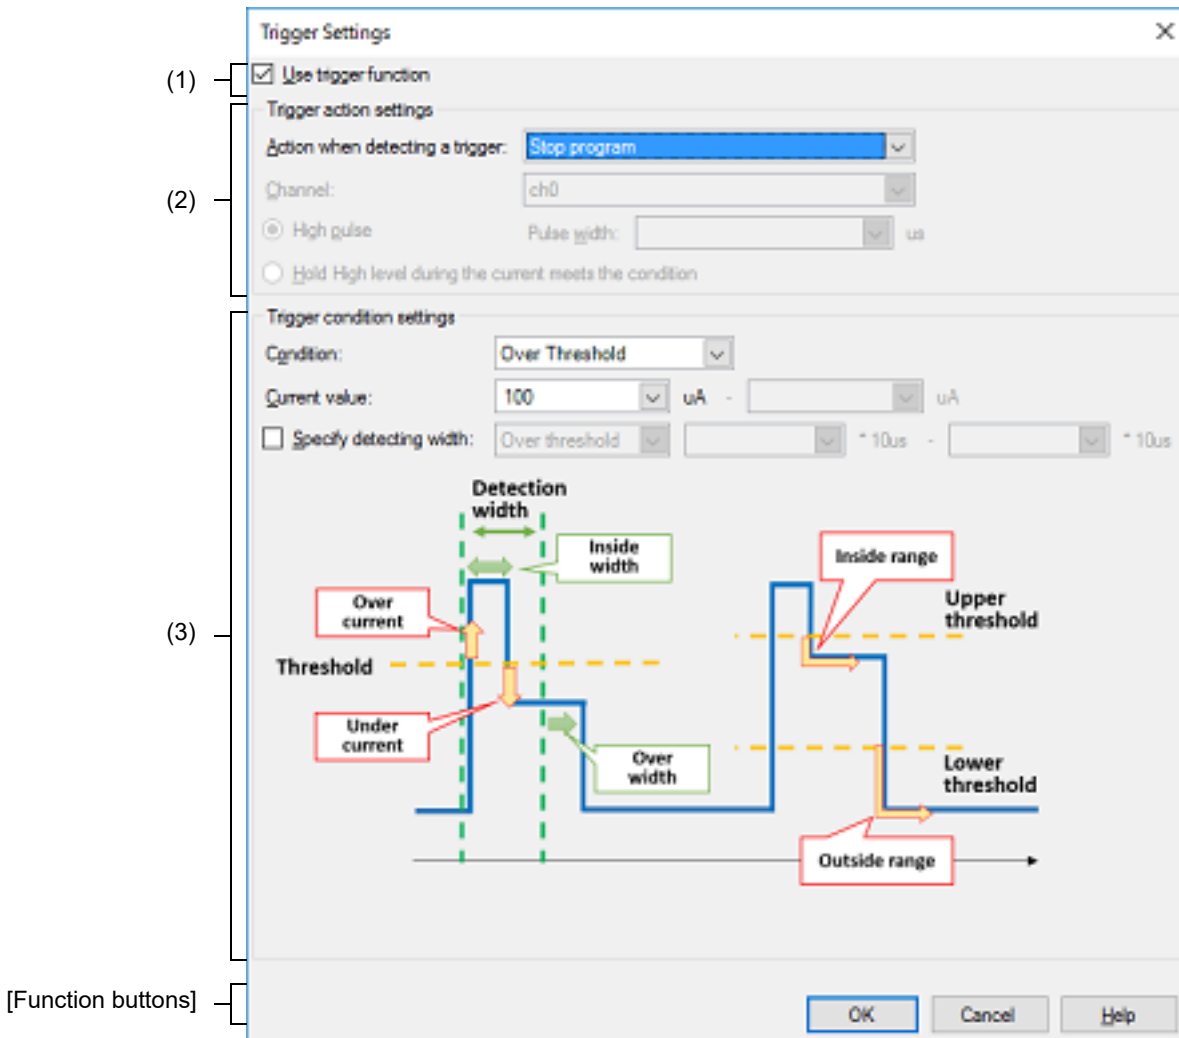 Trigger Settings
(1)
Use trigger function
Trigger action settings
Action when detecting a trigger: Stop program
(2)
Channel: ch0
High pulse Pulse width: us
Hold High level during the current meets the condition
Trigger condition settings
Condition: Over Threshold
Current value: 100 uA - uA
Specify detecting width: Over threshold * 10us - * 10us
Detection
width
Inside
width
Over
current
Threshold
Under
current
Over
width
Inside range
Upper
threshold
Lower
threshold
Outside range
(3)
[Function buttons]
OK Cancel Help